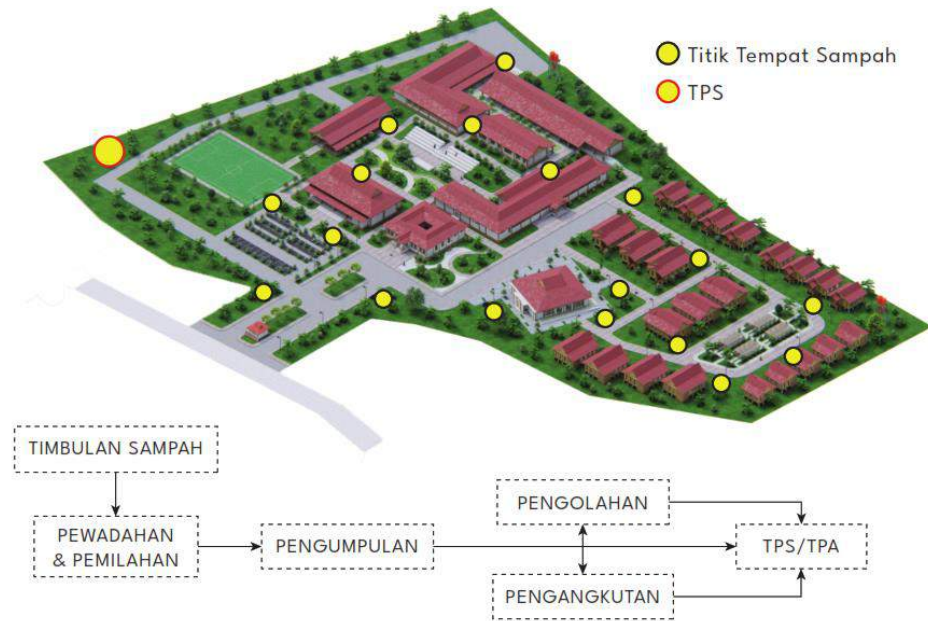 Titik Tempat Sampah
TPS
TIMBULAN SAMPAH
PEWADAHAN
& PEMILAHAN
PENGUMPULAN
PENGOLAHAN
PENGANGKUTAN
TPS/TPA